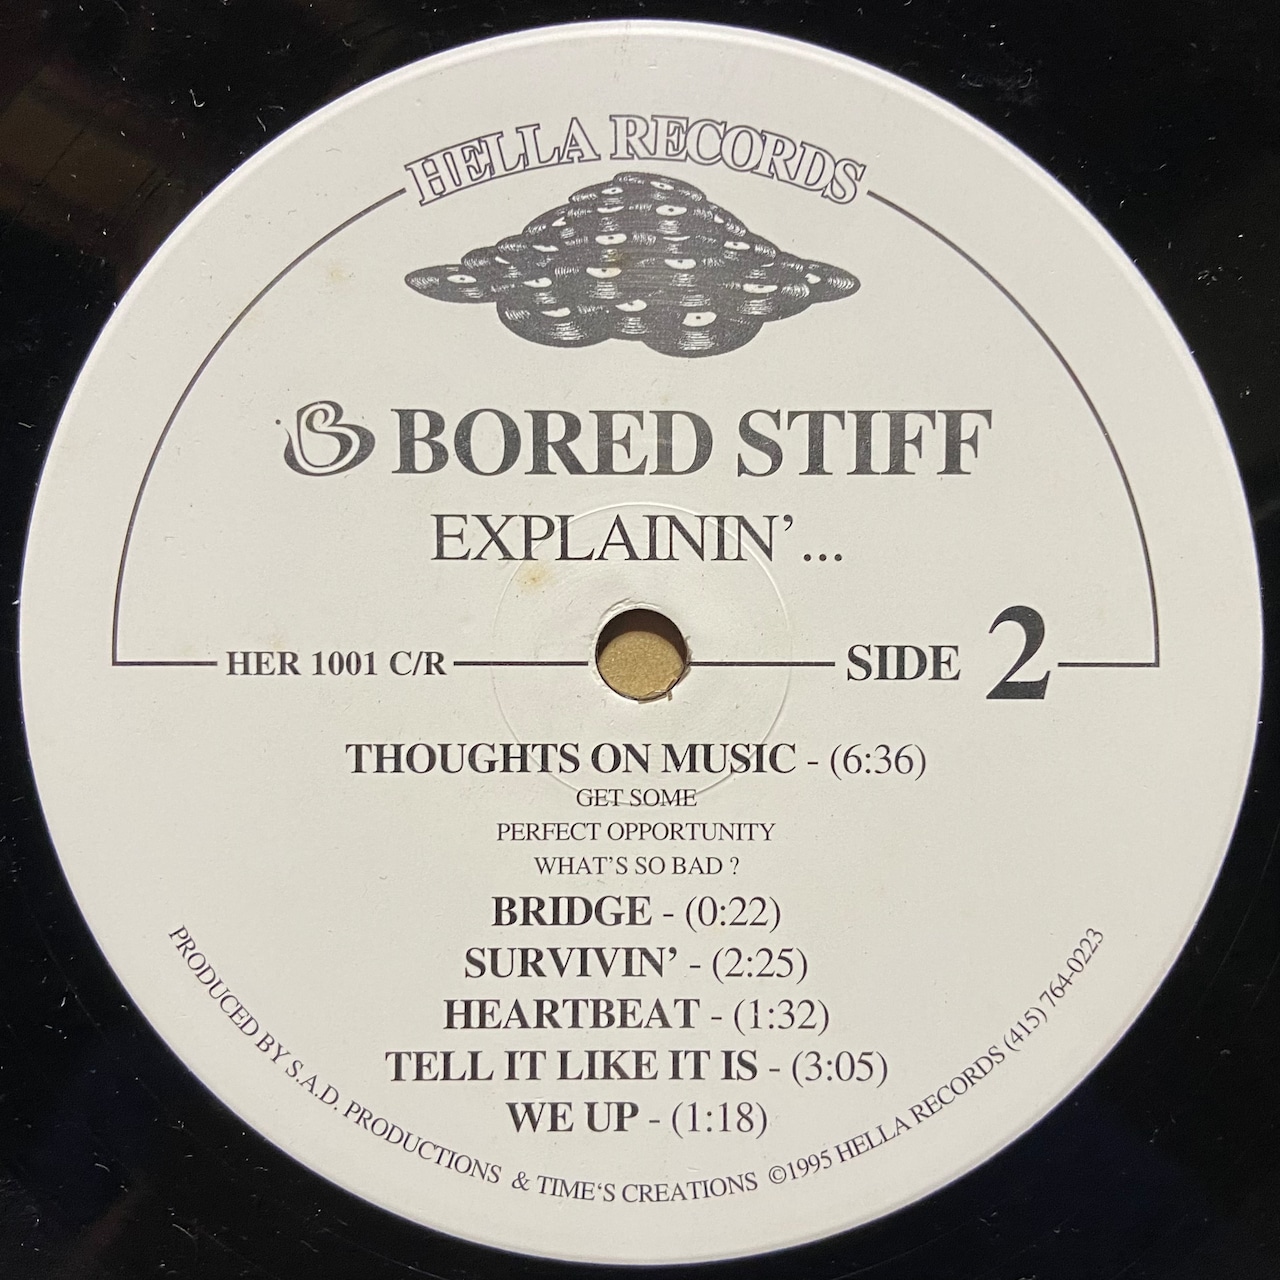 HELLA RECORDS
B BORED STIFF
EXPLAININ'...
HER 1001 C/R
SIDE 2
THOUGHTS ON MUSIC - (6:36)
GET SOME
PERFECT OPPORTUNITY
WHAT'S SO BAD ?
BRIDGE - (0:22)
SURVIVIN' - (2:25)
HEARTBEAT - (1:32)
TELL IT LIKE IT IS - (3:05)
WE UP - (1:18)
PRODUCED BY S.A.D. PRODUCTIONS & TIME‘S CREATIONS ©1995 HELLA RECORDS (415) 764-0223